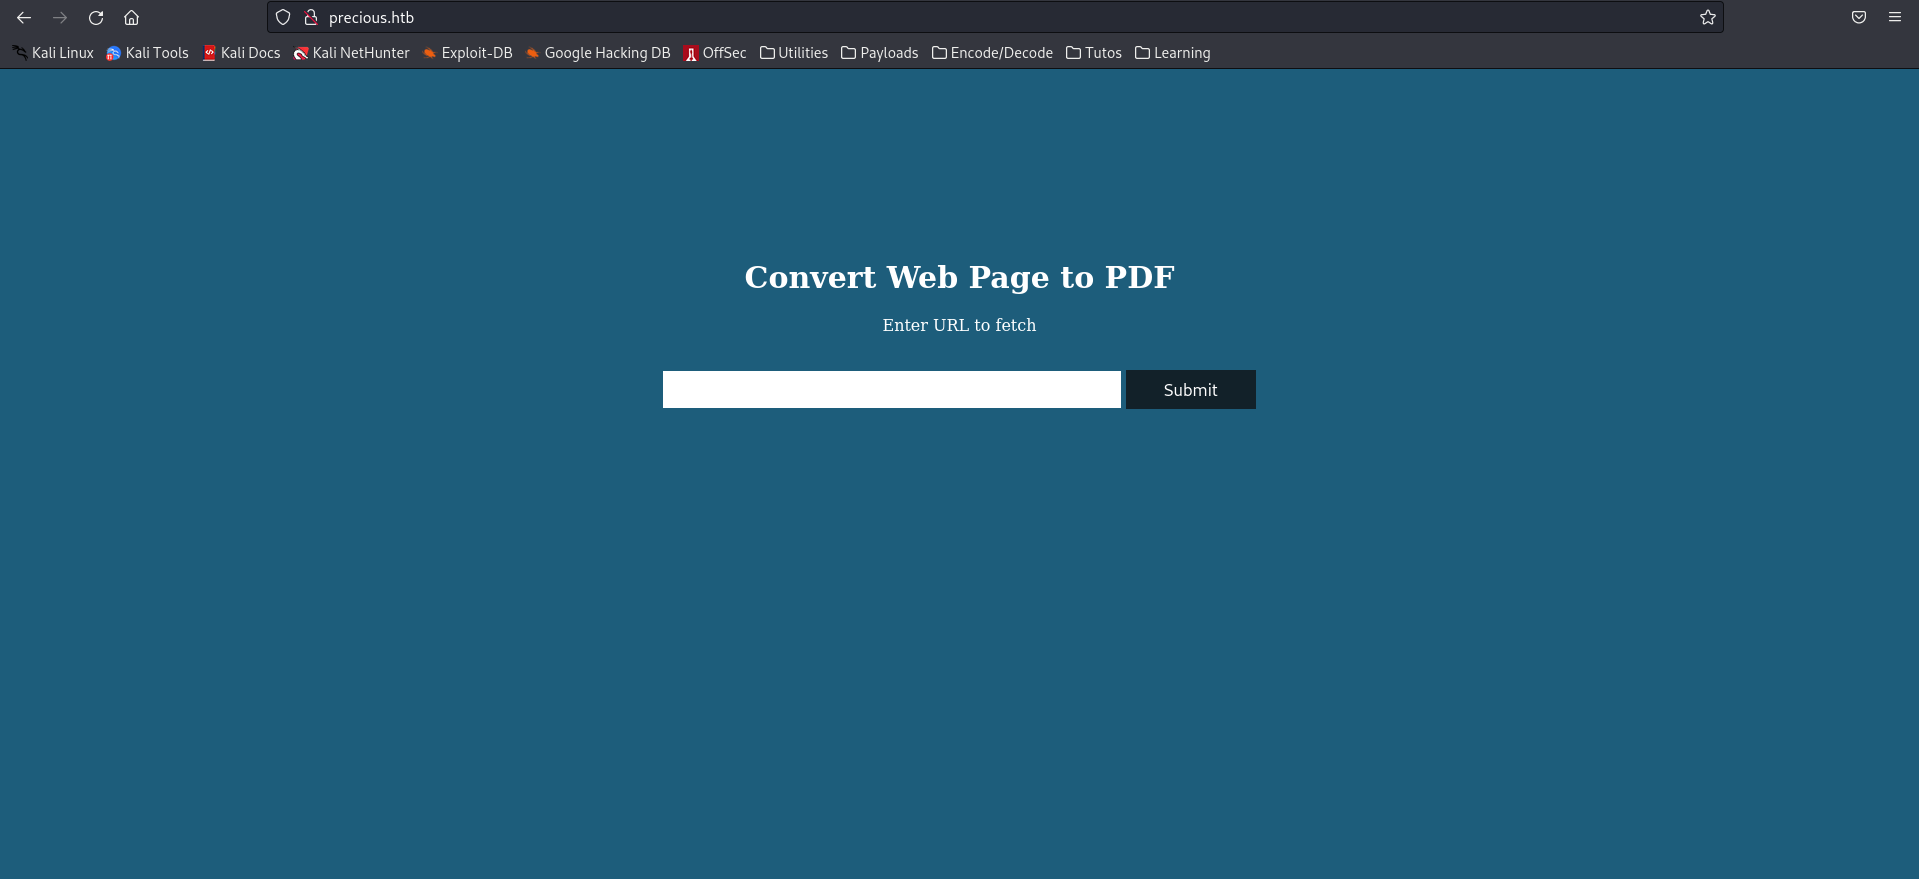 precious.htb
Kali Linux Kali Tools Kali Docs Kali NetHunter Exploit-DB Google Hacking DB OffSec Utilities Payloads Encode/Decode Tutos Learning
Convert Web Page to PDF
Enter URL to fetch
Submit